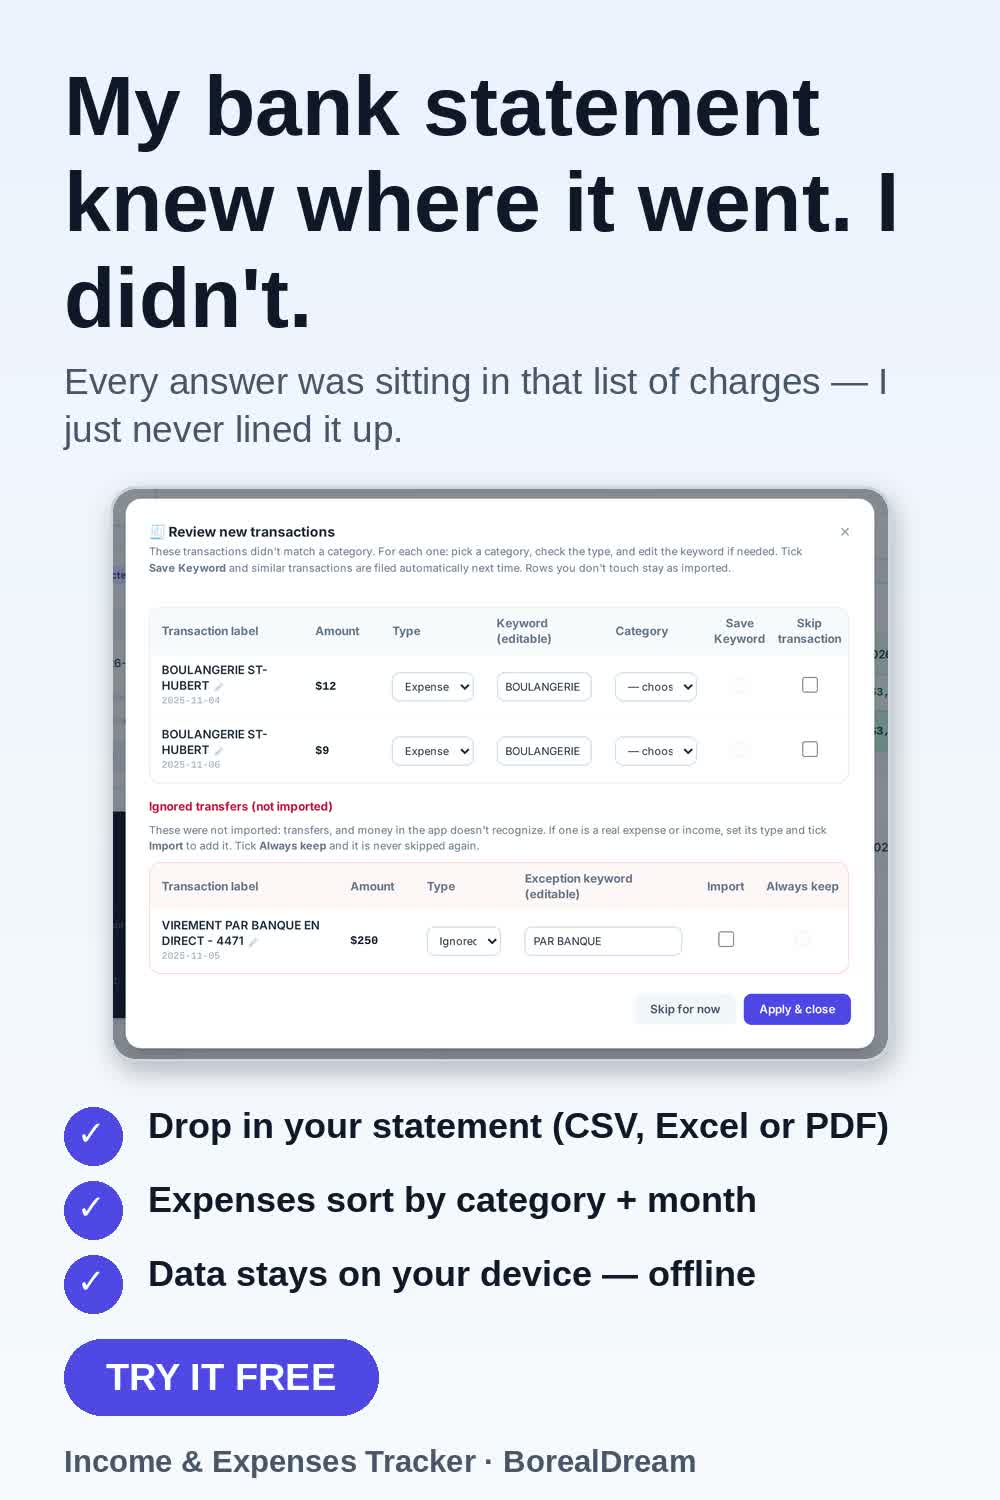 My bank statement
knew where it went. I
didn't.
Every answer was sitting in that list of charges — I
just never lined it up.
🧾 Review new transactions ×
These transactions didn't match a category. For each one: pick a category, check the type, and edit the keyword if needed. Tick
Save Keyword and similar transactions are filed automatically next time. Rows you don't touch stay as imported.
Transaction label Amount Type Keyword (editable) Category Save Keyword Skip transaction
BOULANGERIE ST-
HUBERT
2025-11-04
$12 Expense BOULANGERIE — choos
BOULANGERIE ST-
HUBERT
2025-11-06
$9 Expense BOULANGERIE — choos
Ignored transfers (not imported)
These were not imported: transfers, and money in the app doesn't recognize. If one is a real expense or income, set its type and tick
Import to add it. Tick Always keep and it is never skipped again.
Transaction label Amount Type Exception keyword (editable) Import Always keep
VIREMENT PAR BANQUE EN
DIRECT - 4471
2025-11-05
$250 Ignored PAR BANQUE
Skip for now Apply & close
✓ Drop in your statement (CSV, Excel or PDF)
✓ Expenses sort by category + month
✓ Data stays on your device — offline
TRY IT FREE
Income & Expenses Tracker · BorealDream